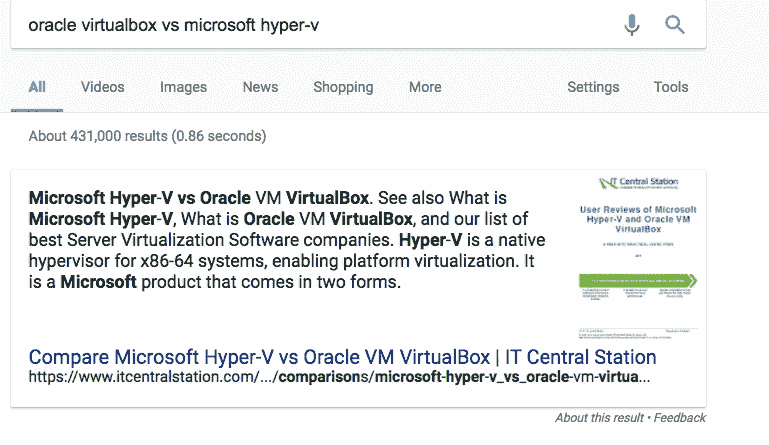 oracle virtualbox vs microsoft hyper-v
All Videos Images News Shopping More Settings Tools
About 431,000 results (0.86 seconds)
Microsoft Hyper-V vs Oracle VM VirtualBox. See also What is
Microsoft Hyper-V, What is Oracle VM VirtualBox, and our list of
best Server Virtualization Software companies. Hyper-V is a native
hypervisor for x86-64 systems, enabling platform virtualization. It
is a Microsoft product that comes in two forms.
IT Central Station
User Reviews of Microsoft
Hyper-V and Oracle VM
VirtualBox
Compare Microsoft Hyper-V vs Oracle VM VirtualBox | IT Central Station
https://www.itcentralstation.com/.../comparisons/microsoft-hyper-v_vs_oracle-vm-virtua...
About this result • Feedback